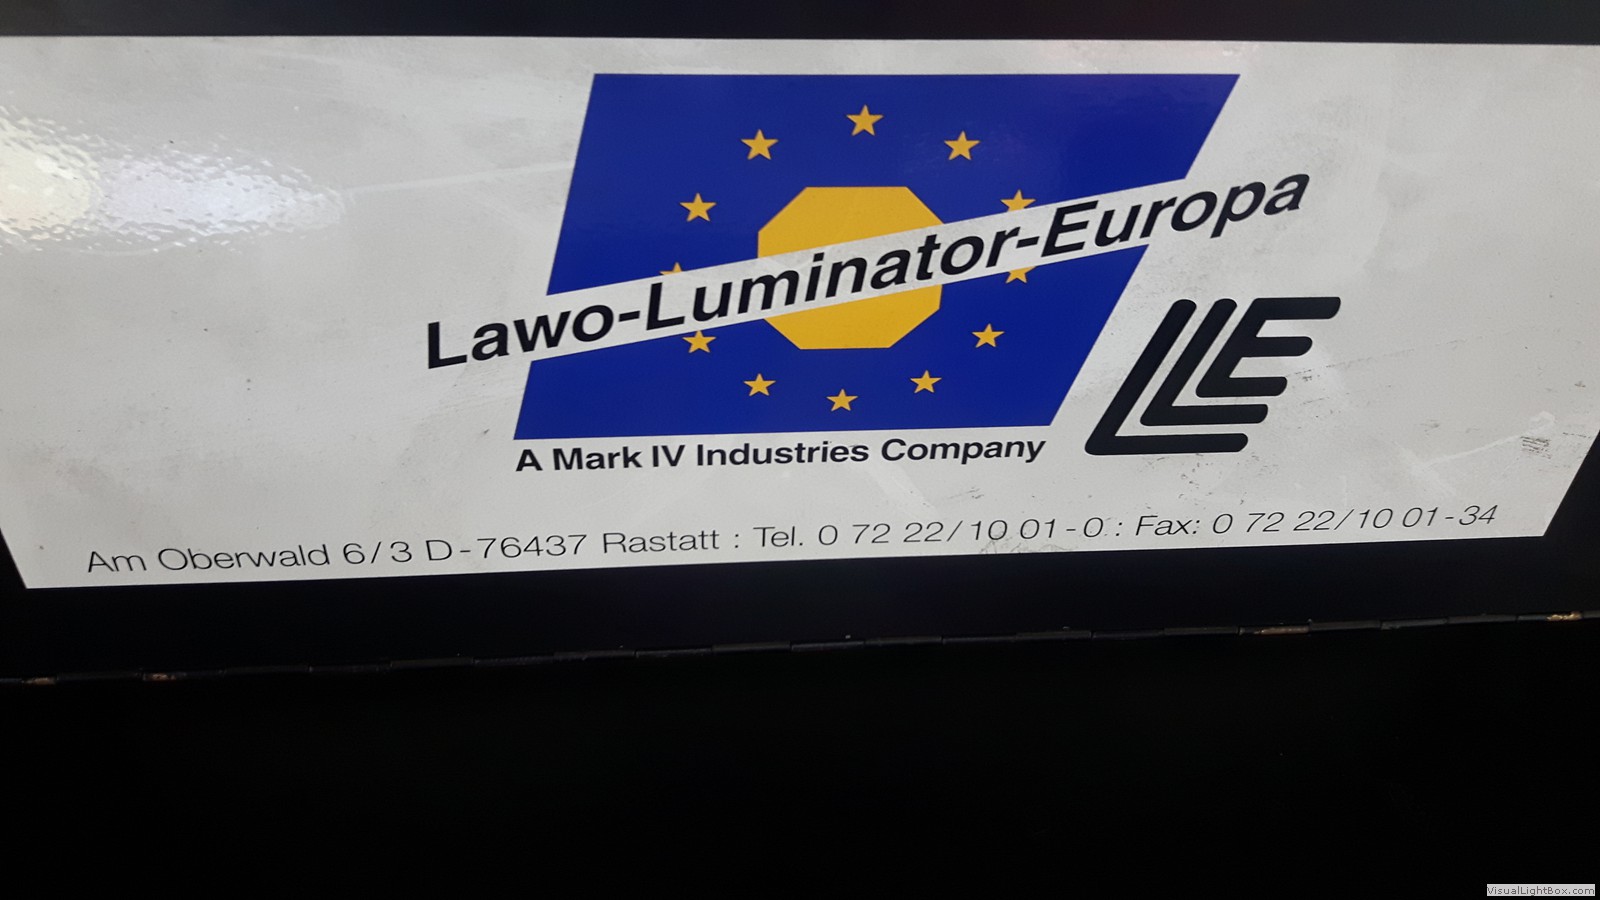 Lawo-Luminator-Europa
LLE
A Mark IV Industries Company
Am Oberwald 6/3 D-76437 Rastatt : Tel. 0 72 22/10 01-0 : Fax: 0 72 22/10 01-34
VisualLightBox.com